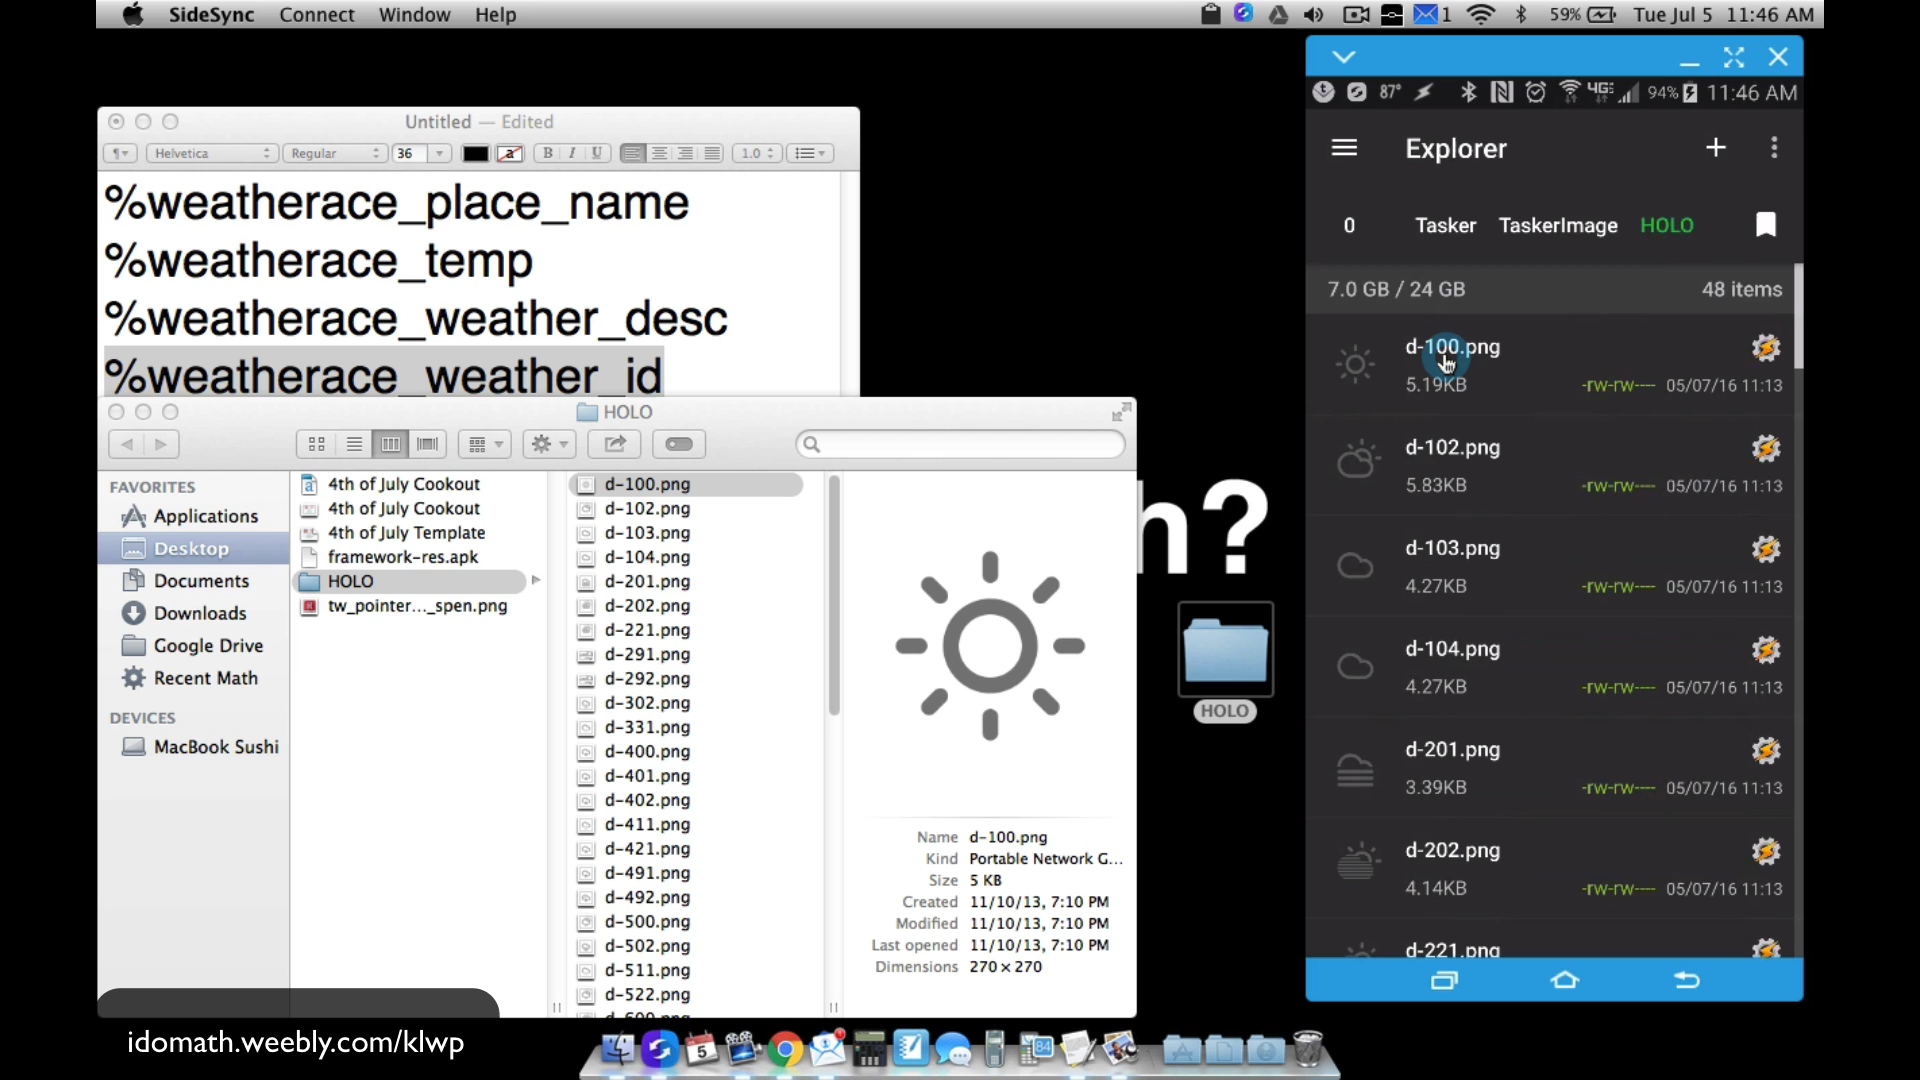 SideSync Connect Window Help
1 59% Tue Jul 5 11:46 AM
Untitled — Edited
Helvetica Regular 36 a B I U 1.0
%weatherace_place_name
%weatherace_temp
%weatherace_weather_desc
%weatherace_weather_id
h?
HOLO
HOLO
FAVORITES
Applications
Desktop
Documents
Downloads
Google Drive
Recent Math
DEVICES
MacBook Sushi
4th of July Cookout
4th of July Cookout
4th of July Template
framework-res.apk
HOLO
tw_pointer..._spen.png
d-100.png
d-102.png
d-103.png
d-104.png
d-201.png
d-202.png
d-221.png
d-291.png
d-292.png
d-302.png
d-331.png
d-400.png
d-401.png
d-402.png
d-411.png
d-421.png
d-491.png
d-492.png
d-500.png
d-502.png
d-511.png
d-522.png
Name d-100.png
Kind Portable Network G...
Size 5 KB
Created 11/10/13, 7:10 PM
Modified 11/10/13, 7:10 PM
Last opened 11/10/13, 7:10 PM
Dimensions 270×270
87° 4G 94% 11:46 AM
Explorer
0 Tasker TaskerImage HOLO
7.0 GB / 24 GB 48 items
d-100.png
5.19KB -rw-rw---- 05/07/16 11:13
d-102.png
5.83KB -rw-rw---- 05/07/16 11:13
d-103.png
4.27KB -rw-rw---- 05/07/16 11:13
d-104.png
4.27KB -rw-rw---- 05/07/16 11:13
d-201.png
3.39KB -rw-rw---- 05/07/16 11:13
d-202.png
4.14KB -rw-rw---- 05/07/16 11:13
d-221.png
idomath.weebly.com/klwp
5
84